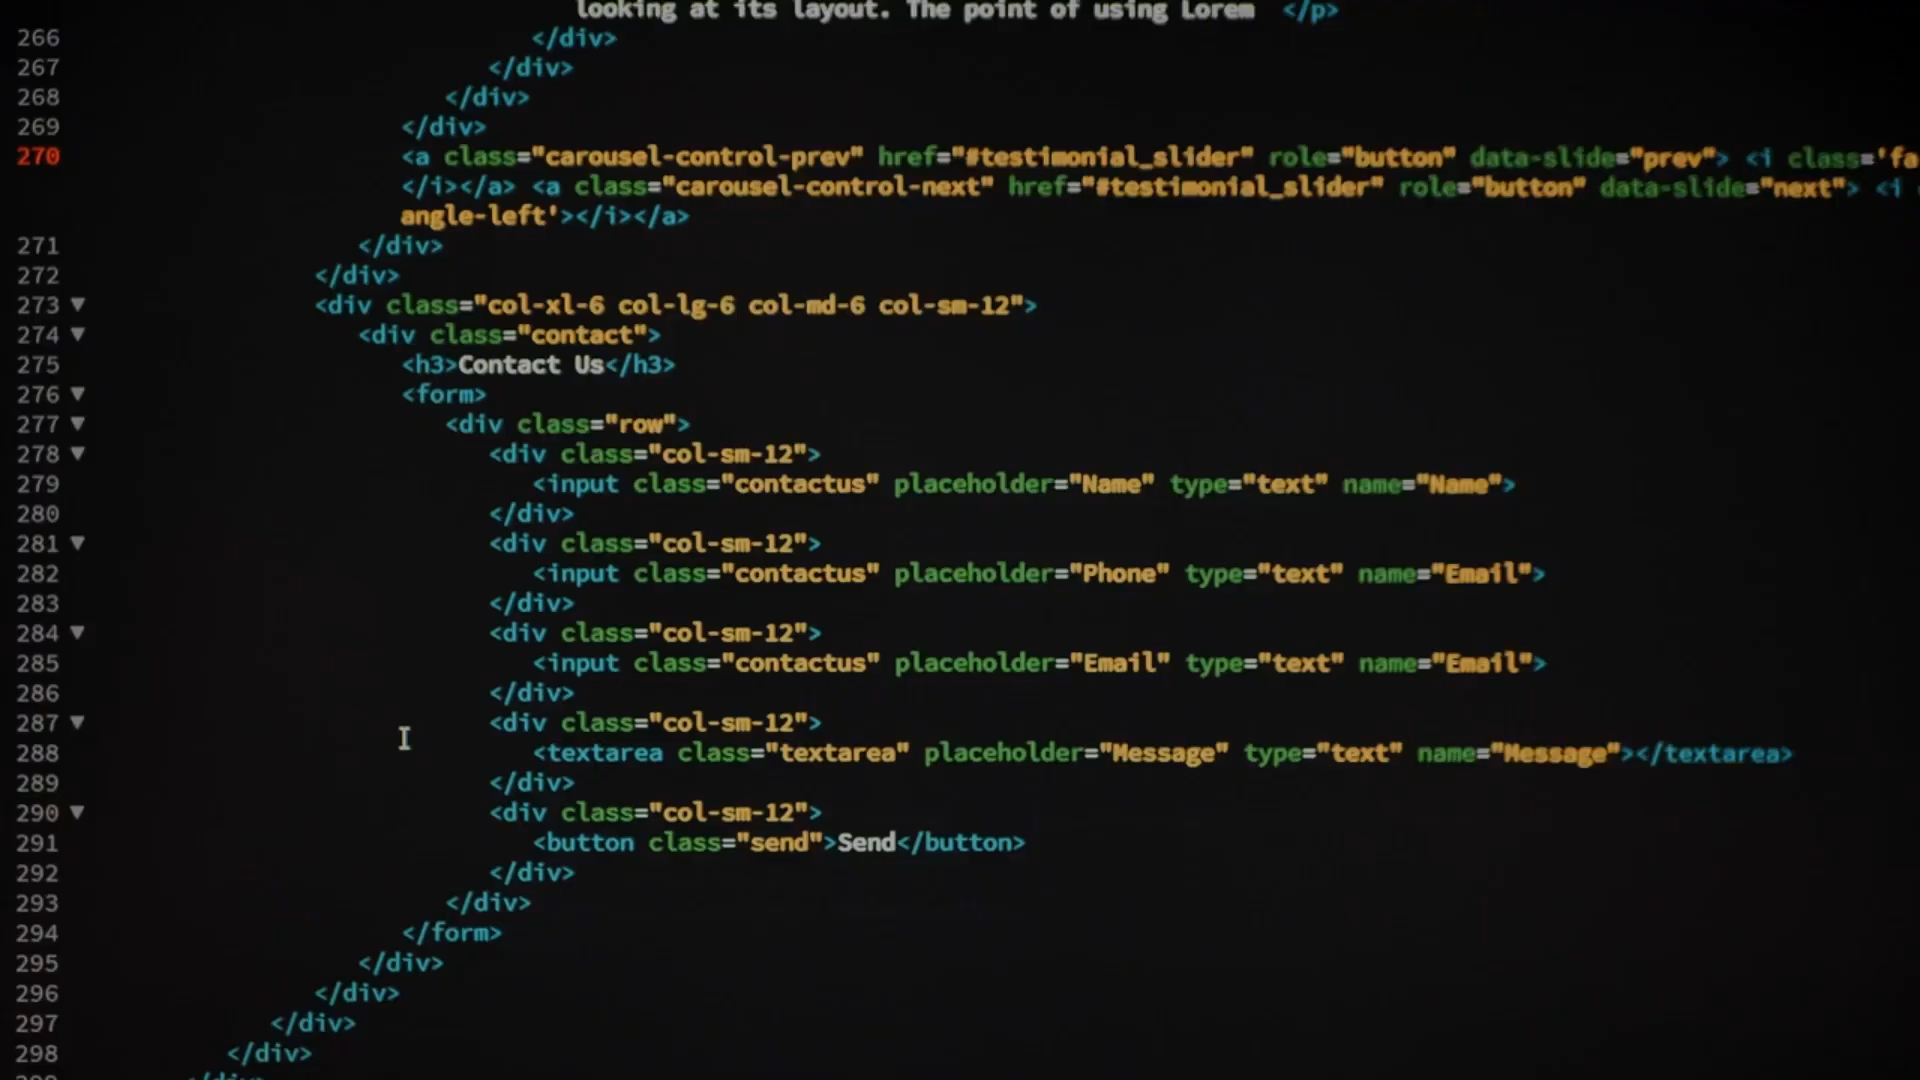 looking at its layout. The point of using Lorem </p>
266 </div>
267 </div>
268 </div>
269 </div>
270 <a class="carousel-control-prev" href="#testimonial_slider" role="button" data-slide="prev"> <i class='fa
</i></a> <a class="carousel-control-next" href="#testimonial_slider" role="button" data-slide="next"> <i
angle-left'></i></a>
271 </div>
272 </div>
273 <div class="col-xl-6 col-lg-6 col-md-6 col-sm-12">
274 <div class="contact">
275 <h3>Contact Us</h3>
276 <form>
277 <div class="row">
278 <div class="col-sm-12">
279 <input class="contactus" placeholder="Name" type="text" name="Name">
280 </div>
281 <div class="col-sm-12">
282 <input class="contactus" placeholder="Phone" type="text" name="Email">
283 </div>
284 <div class="col-sm-12">
285 <input class="contactus" placeholder="Email" type="text" name="Email">
286 </div>
287 <div class="col-sm-12">
288 <textarea class="textarea" placeholder="Message" type="text" name="Message"></textarea>
289 </div>
290 <div class="col-sm-12">
291 <button class="send">Send</button>
292 </div>
293 </div>
294 </form>
295 </div>
296 </div>
297 </div>
298 </div>